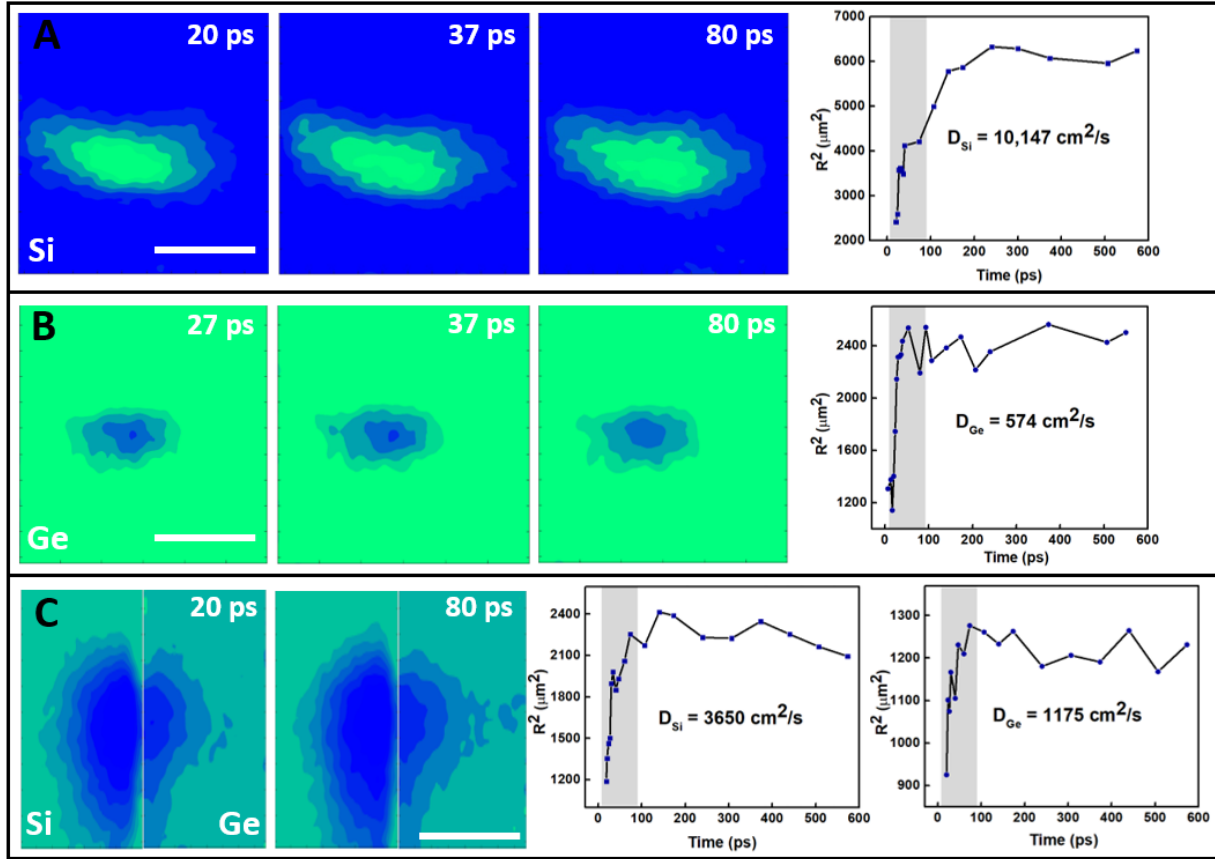 A
20 ps
37 ps
80 ps
Si
7000
6000
5000
4000
3000
2000
R² (μm²)
D_Si = 10,147 cm²/s
0 100 200 300 400 500 600
Time (ps)
B
27 ps
37 ps
80 ps
Ge
2400
2000
1600
1200
R² (μm²)
D_Ge = 574 cm²/s
0 100 200 300 400 500 600
Time (ps)
C
20 ps
80 ps
Si
Ge
2400
2100
1800
1500
1200
R² (μm²)
D_Si = 3650 cm²/s
0 100 200 300 400 500 600
Time (ps)
1300
1200
1100
1000
900
R² (μm²)
D_Ge = 1175 cm²/s
0 100 200 300 400 500 600
Time (ps)